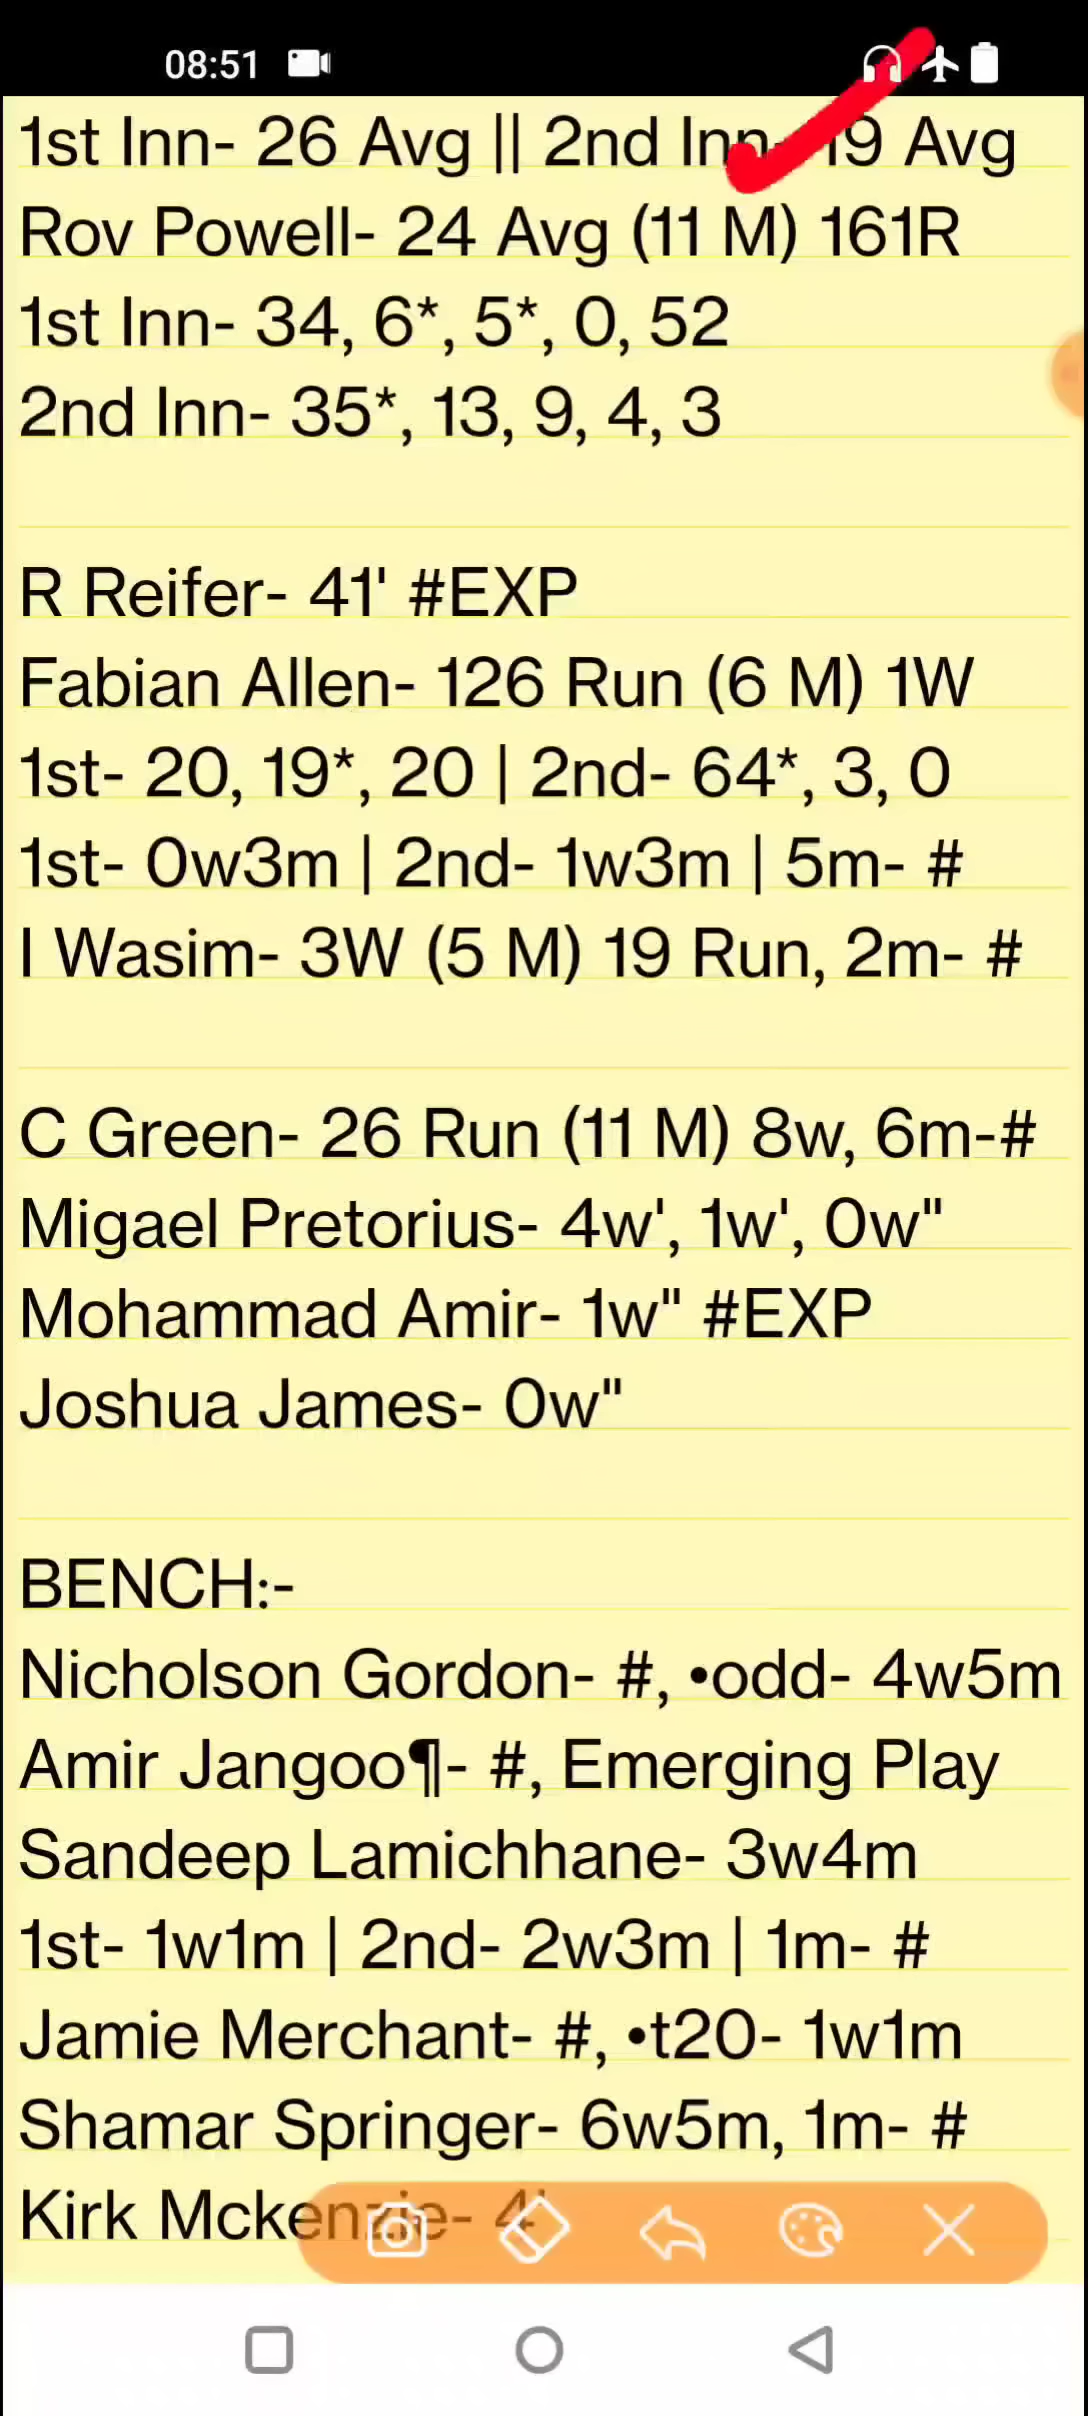 08:51
1st Inn- 26 Avg || 2nd Inn- 19 Avg
Rov Powell- 24 Avg (11 M) 161R
1st Inn- 34, 6*, 5*, 0, 52
2nd Inn- 35*, 13, 9, 4, 3
R Reifer- 41' #EXP
Fabian Allen- 126 Run (6 M) 1W
1st- 20, 19*, 20 | 2nd- 64*, 3, 0
1st- 0w3m | 2nd- 1w3m | 5m- #
I Wasim- 3W (5 M) 19 Run, 2m- #
C Green- 26 Run (11 M) 8w, 6m-#
Migael Pretorius- 4w', 1w', 0w"
Mohammad Amir- 1w" #EXP
Joshua James- 0w"
BENCH:-
Nicholson Gordon- #, •odd- 4w5m
Amir Jangoo¶- #, Emerging Play
Sandeep Lamichhane- 3w4m
1st- 1w1m | 2nd- 2w3m | 1m- #
Jamie Merchant- #, •t20- 1w1m
Shamar Springer- 6w5m, 1m- #
Kirk Mckenzie- 4'